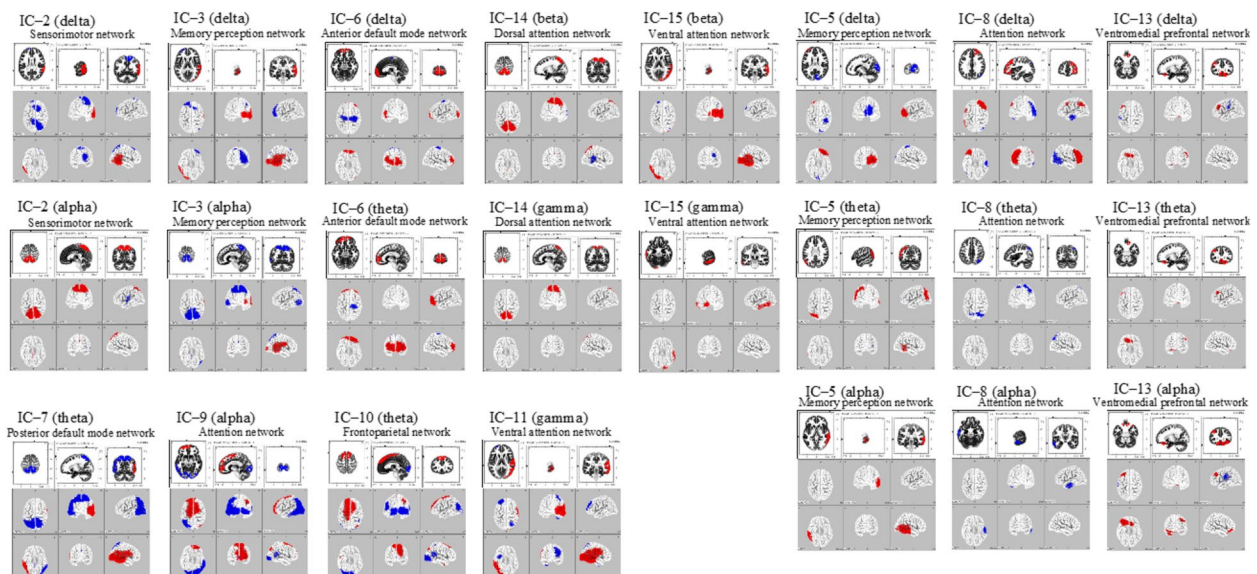 IC–2 (delta)
Sensorimotor network
IC–3 (delta)
Memory perception network
IC–6 (delta)
Anterior default mode network
IC–14 (beta)
Dorsal attention network
IC–15 (beta)
Ventral attention network
IC–5 (delta)
Memory perception network
IC–8 (delta)
Attention network
IC–13 (delta)
Ventromedial prefrontal network
IC–2 (alpha)
Sensorimotor network
IC–3 (alpha)
Memory perception network
IC–6 (theta)
Anterior default mode network
IC–14 (gamma)
Dorsal attention network
IC–15 (gamma)
Ventral attention network
IC–5 (theta)
Memory perception network
IC–8 (theta)
Attention network
IC–13 (theta)
Ventromedial prefrontal network
IC–7 (theta)
Posterior default mode network
IC–9 (alpha)
Attention network
IC–10 (theta)
Frontoparietal network
IC–11 (gamma)
Ventral attention network
IC–5 (alpha)
Memory perception network
IC–8 (alpha)
Attention network
IC–13 (alpha)
Ventromedial prefrontal network